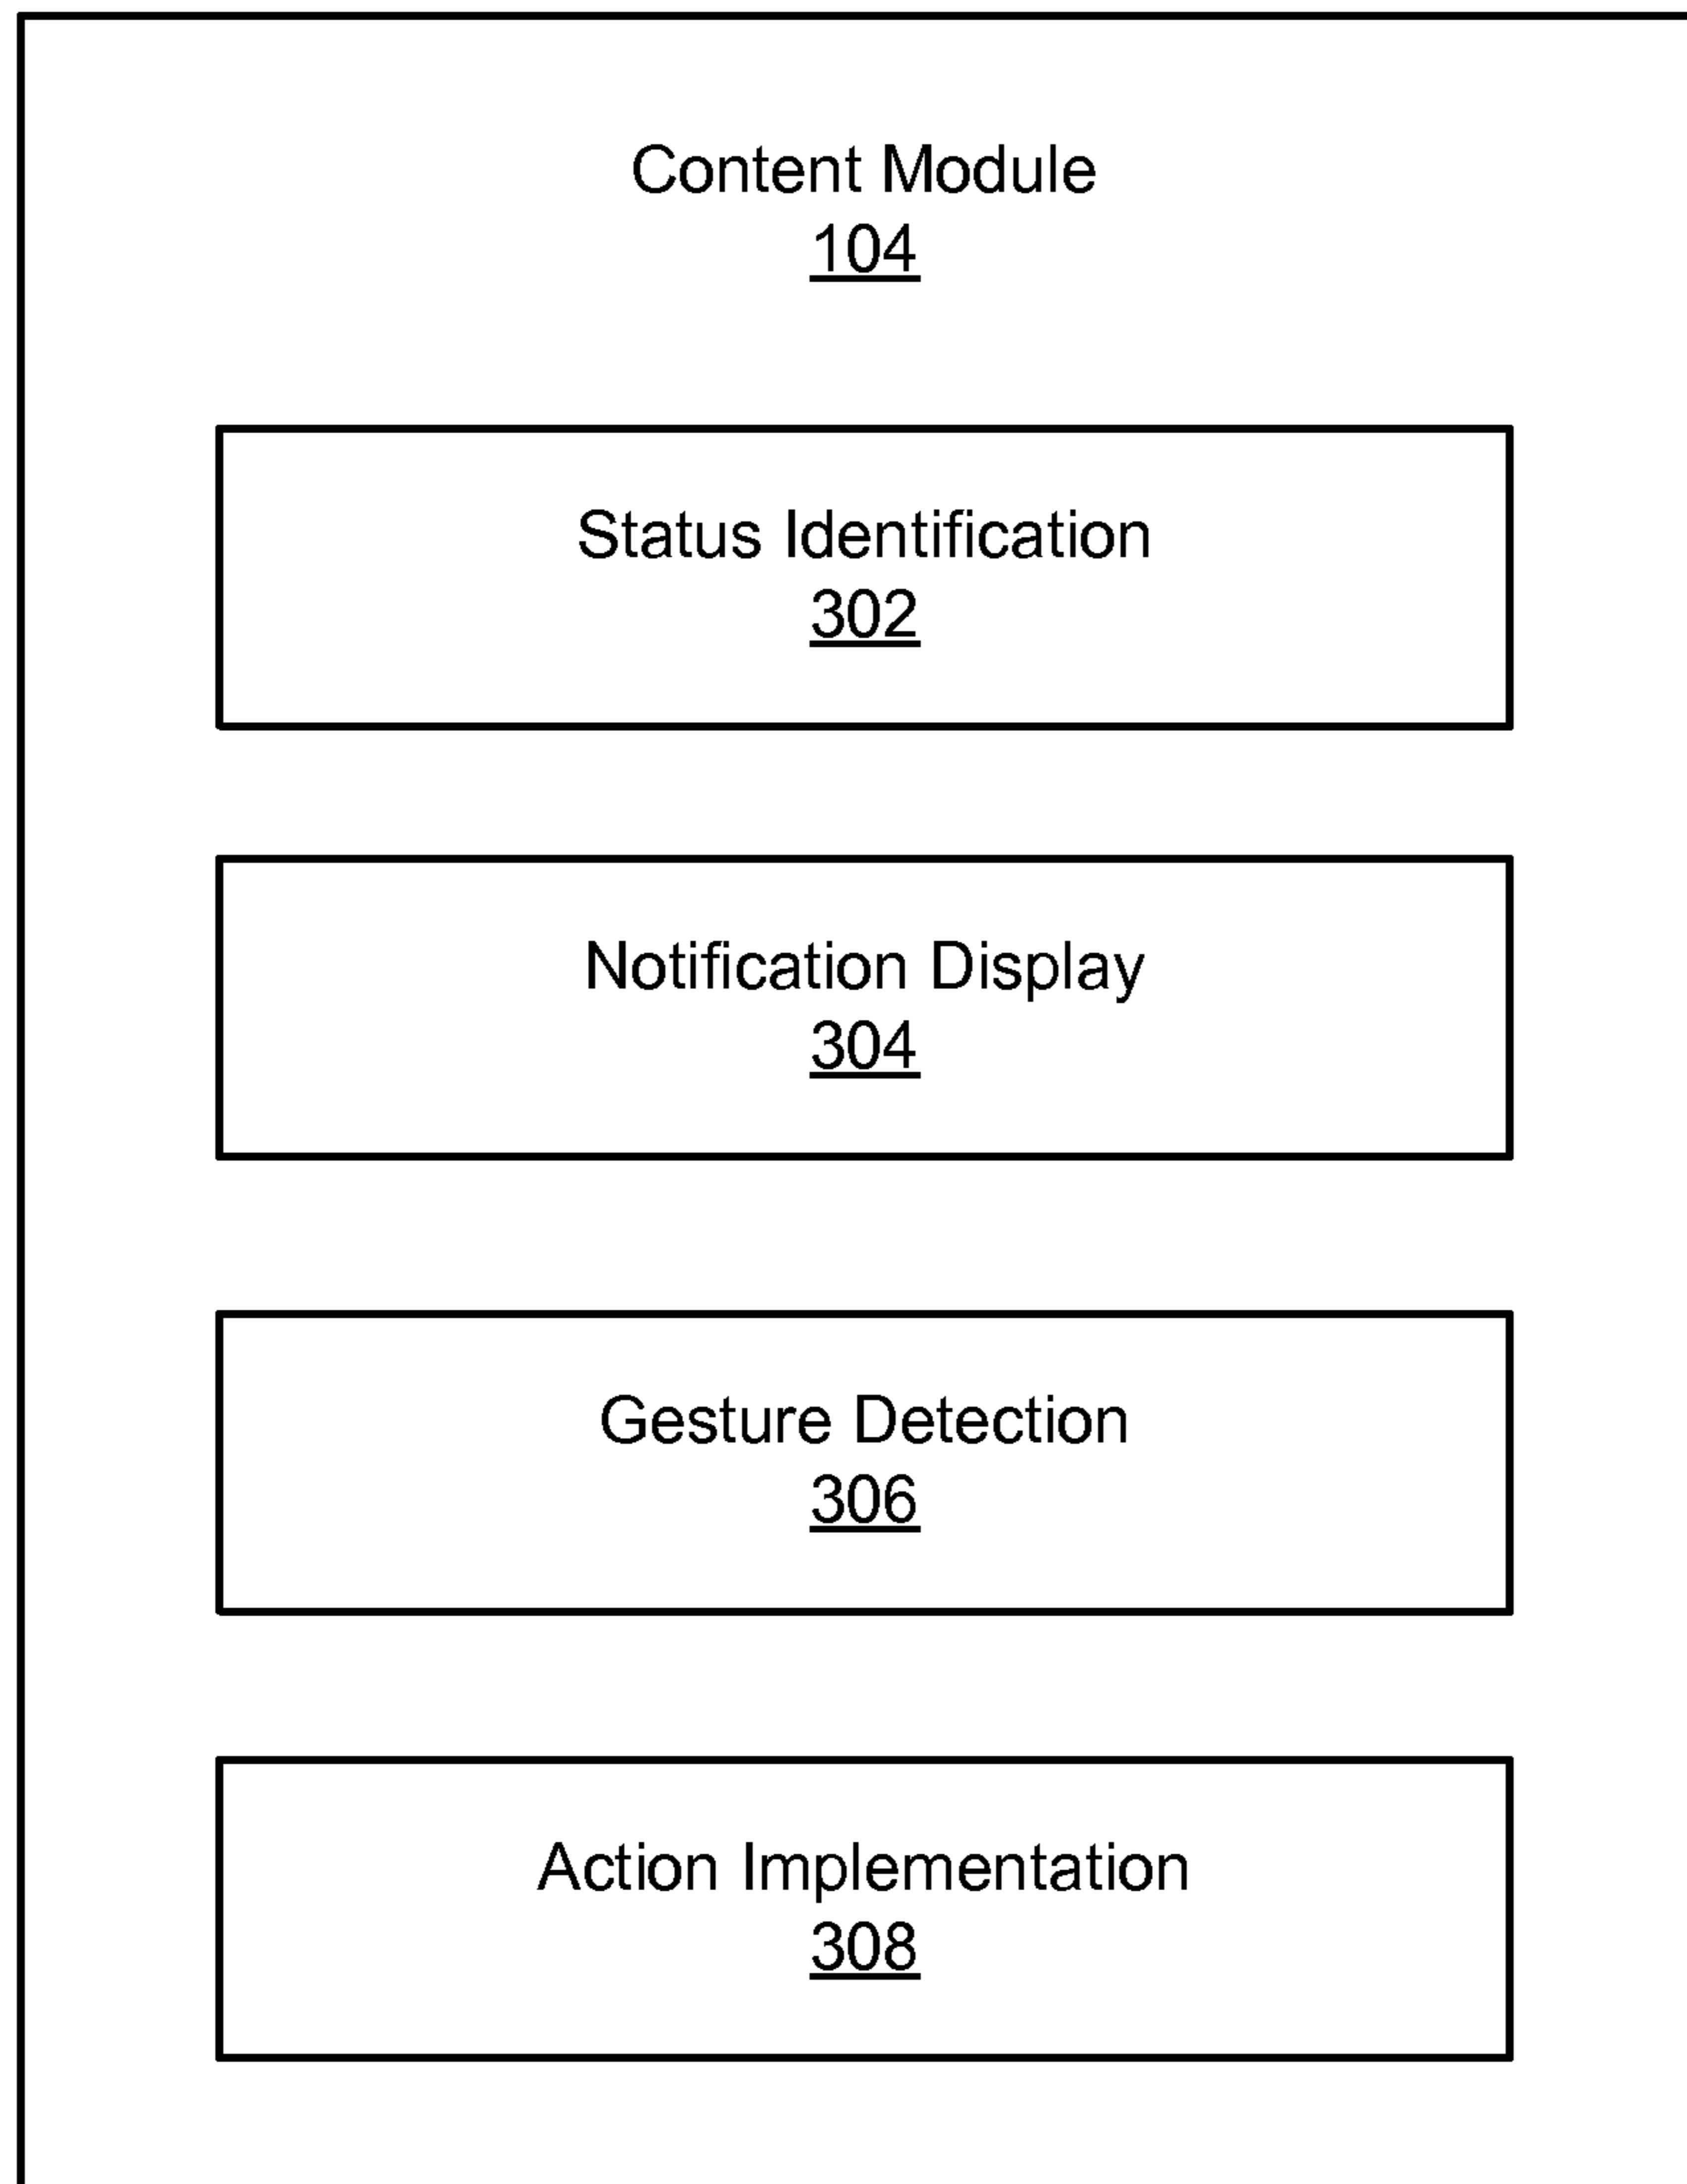 Content Module
104
Status Identification
302
Notification Display
304
Gesture Detection
306
Action Implementation
308